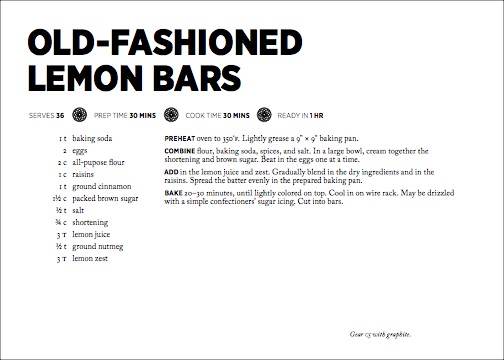 OLD-FASHIONED
LEMON BARS
SERVES 36 PREP TIME 30 MINS COOK TIME 30 MINS READY IN 1 HR
1 t baking soda
2 eggs
2 c all-pupose flour
1 c raisins
1 t ground cinnamon
1½ c packed brown sugar
½ t salt
¾ c shortening
3 T lemon juice
½ t ground nutmeg
3 T lemon zest
PREHEAT oven to 350°F. Lightly grease a 9" × 9" baking pan.
COMBINE flour, baking soda, spices, and salt. In a large bowl, cream together the
shortening and brown sugar. Beat in the eggs one at a time.
ADD in the lemon juice and zest. Gradually blend in the dry ingredients and in the
raisins. Spread the batter evenly in the prepared baking pan.
BAKE 20–30 minutes, until lightly colored on top. Cool in on wire rack. May be drizzled
with a simple confectioners' sugar icing. Cut into bars.
Gear c5 with graphite.